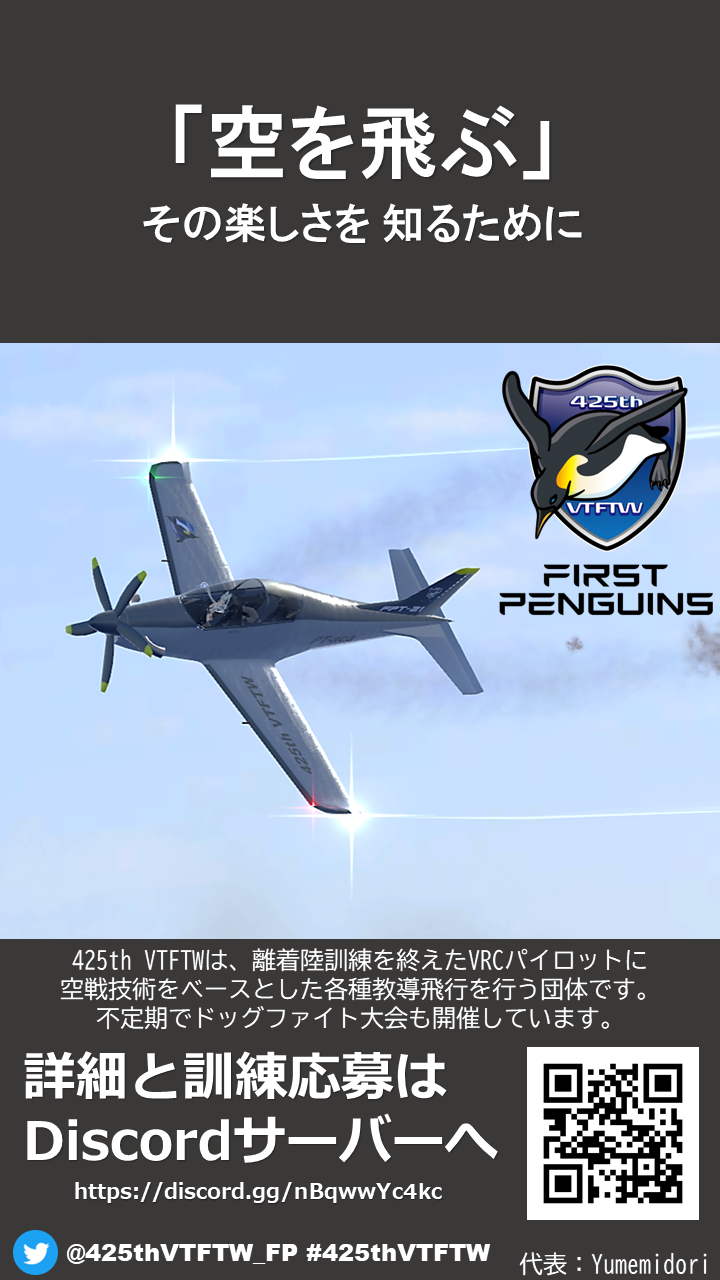 「空を飛ぶ」
その楽しさを 知るために
425th
VTFTW
FIRST
PENGUINS
FPT-21
425th VTFTW
425th VTFTWは、離着陸訓練を終えたVRCパイロットに
空戦技術をベースとした各種教導飛行を行う団体です。
不定期でドッグファイト大会も開催しています。
詳細と訓練応募は
Discordサーバーへ
https://discord.gg/nBqwwYc4kc
@425thVTFTW_FP #425thVTFTW
代表：Yumemidori